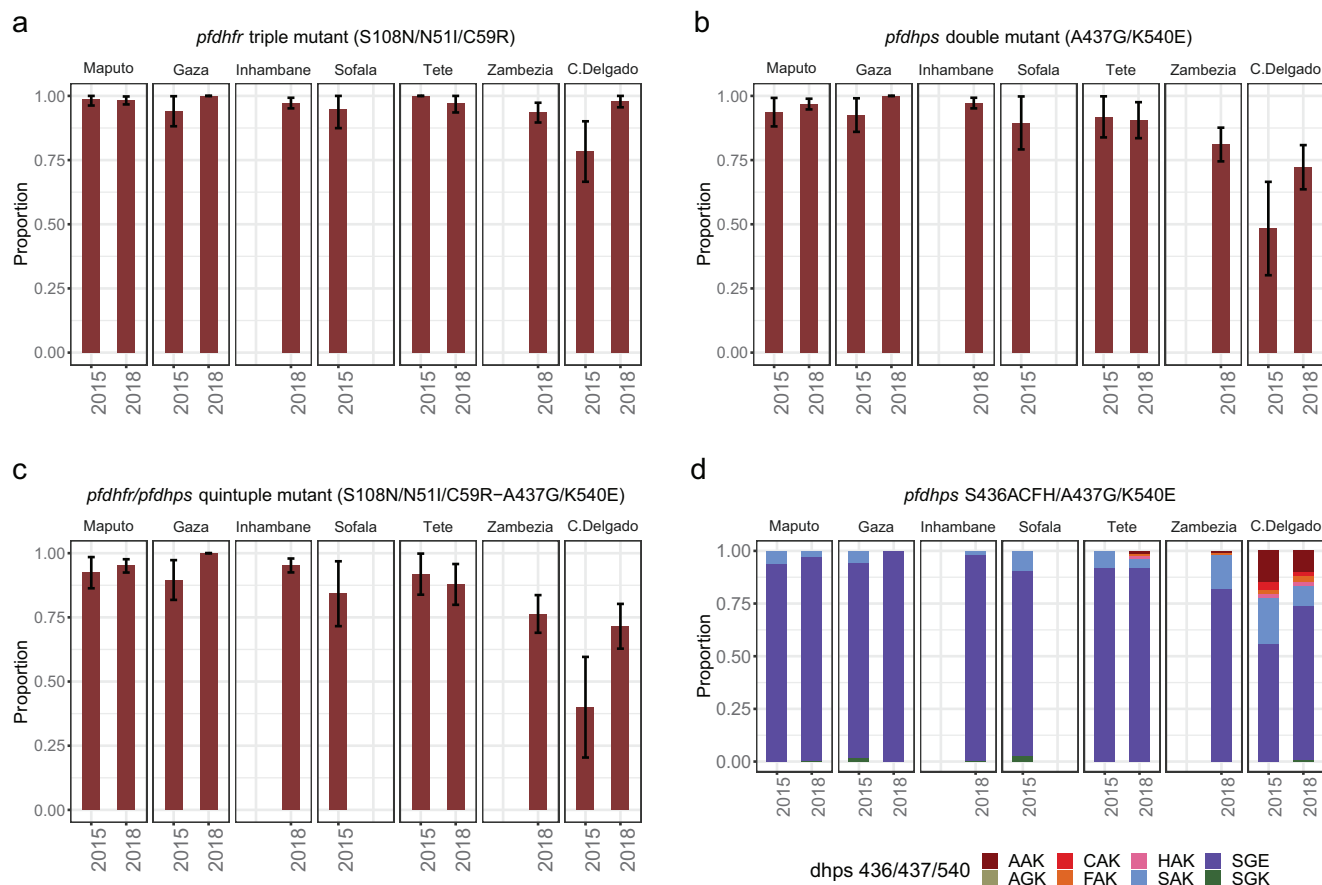 a
pfdhfr triple mutant (S108N/N51I/C59R)
Maputo Gaza Inhambane Sofala Tete Zambezia C.Delgado
1.00
0.75
0.50
0.25
0.00
Proportion
2015 2018 2015 2018 2018 2015 2015 2018 2018 2015 2018
b
pfdhps double mutant (A437G/K540E)
Maputo Gaza Inhambane Sofala Tete Zambezia C.Delgado
1.00
0.75
0.50
0.25
0.00
Proportion
2015 2018 2015 2018 2018 2015 2015 2018 2018 2015 2018
c
pfdhfr/pfdhps quintuple mutant (S108N/N51I/C59R−A437G/K540E)
Maputo Gaza Inhambane Sofala Tete Zambezia C.Delgado
1.00
0.75
0.50
0.25
0.00
Proportion
2015 2018 2015 2018 2018 2015 2015 2018 2018 2015 2018
d
pfdhps S436ACFH/A437G/K540E
Maputo Gaza Inhambane Sofala Tete Zambezia C.Delgado
1.00
0.75
0.50
0.25
0.00
Proportion
2015 2018 2015 2018 2018 2015 2015 2018 2018 2015 2018
dhps 436/437/540
AAK CAK HAK SGE
AGK FAK SAK SGK